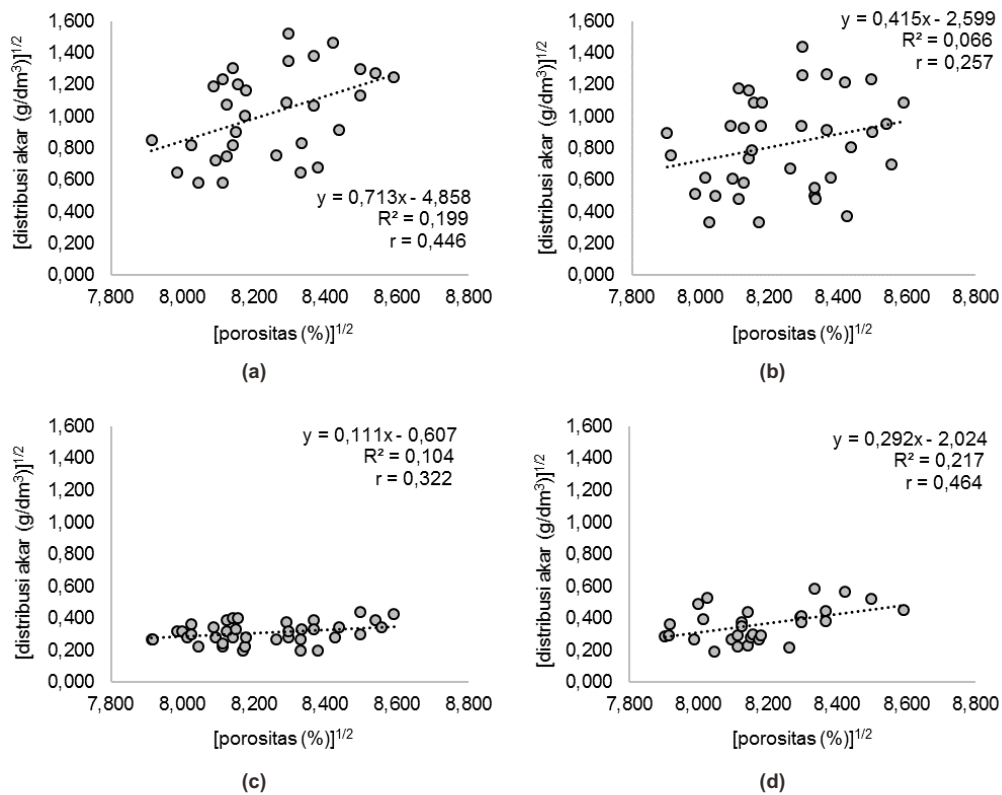 [distribusi akar (g/dm³)]¹/²
1,600
1,400
1,200
1,000
0,800
0,600
0,400
0,200
0,000
7,800 8,000 8,200 8,400 8,600 8,800
y = 0,713x - 4,858
R² = 0,199
r = 0,446
[porositas (%)]¹/²
(a)
[distribusi akar (g/dm³)]¹/²
1,600
1,400
1,200
1,000
0,800
0,600
0,400
0,200
0,000
7,800 8,000 8,200 8,400 8,600 8,800
y = 0,415x - 2,599
R² = 0,066
r = 0,257
[porositas (%)]¹/²
(b)
[distribusi akar (g/dm³)]¹/²
1,600
1,400
1,200
1,000
0,800
0,600
0,400
0,200
0,000
7,800 8,000 8,200 8,400 8,600 8,800
y = 0,111x - 0,607
R² = 0,104
r = 0,322
[porositas (%)]¹/²
(c)
[distribusi akar (g/dm³)]¹/²
1,600
1,400
1,200
1,000
0,800
0,600
0,400
0,200
0,000
7,800 8,000 8,200 8,400 8,600 8,800
y = 0,292x - 2,024
R² = 0,217
r = 0,464
[porositas (%)]¹/²
(d)